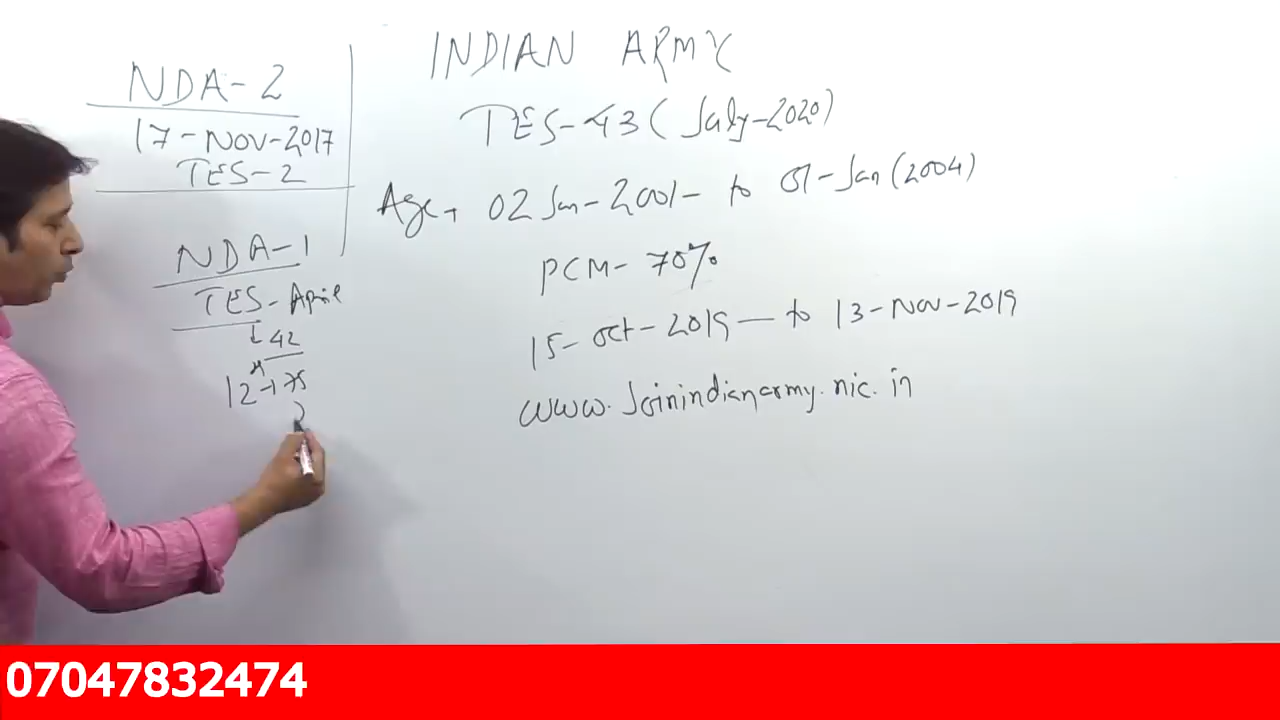 NDA-2
17-NOV-2017
TES-2
NDA-1
TES-April
42
12
INDIAN ARMY
TES-43 (July-2020)
Age → 02 Jan-2001- to 01-Jan (2004)
PCM- 70%
15- Oct-2019 — to 13-NOV-2019
www.Joinindianarmy.nic.in
07047832474